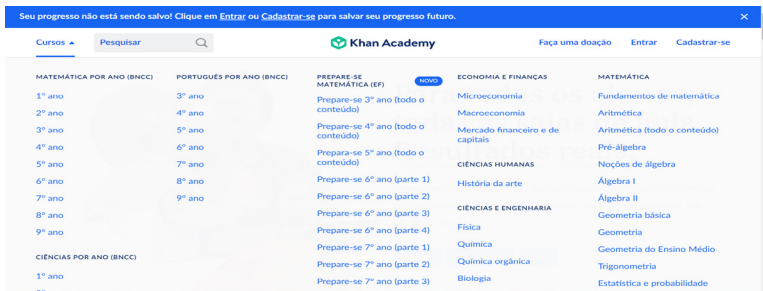 Seu progresso não está sendo salvo! Clique em Entrar ou Cadastrar-se para salvar seu progresso futuro.
Cursos
Pesquisar
Khan Academy
Faça uma doação
Entrar
Cadastrar-se
MATEMÁTICA POR ANO (BNCC)
1º ano
2º ano
3º ano
4º ano
5º ano
6º ano
7º ano
8º ano
9º ano
CIÊNCIAS POR ANO (BNCC)
1º ano
PORTUGUÊS POR ANO (BNCC)
3º ano
4º ano
5º ano
6º ano
7º ano
8º ano
9º ano
PREPARE-SE
MATEMÁTICA (EF)
NOVO
Prepare-se 3º ano (todo o
conteúdo)
Prepare-se 4º ano (todo o
conteúdo)
Prepara-se 5º ano (todo o
conteúdo)
Prepare-se 6º ano (parte 1)
Prepare-se 6º ano (parte 2)
Prepare-se 6º ano (parte 3)
Prepare-se 6º ano (parte 4)
Prepare-se 7º ano (parte 1)
Prepare-se 7º ano (parte 2)
Prepare-se 7º ano (parte 3)
ECONOMIA E FINANÇAS
Microeconomia
Macroeconomia
Mercado financeiro e de
capitais
CIÊNCIAS HUMANAS
História da arte
CIÊNCIAS E ENGENHARIA
Física
Química
Química orgânica
Biologia
MATEMÁTICA
Fundamentos de matemática
Aritmética
Aritmética (todo o conteúdo)
Pré-álgebra
Noções de álgebra
Álgebra I
Álgebra II
Geometria básica
Geometria
Geometria do Ensino Médio
Trigonometria
Estatística e probabilidade